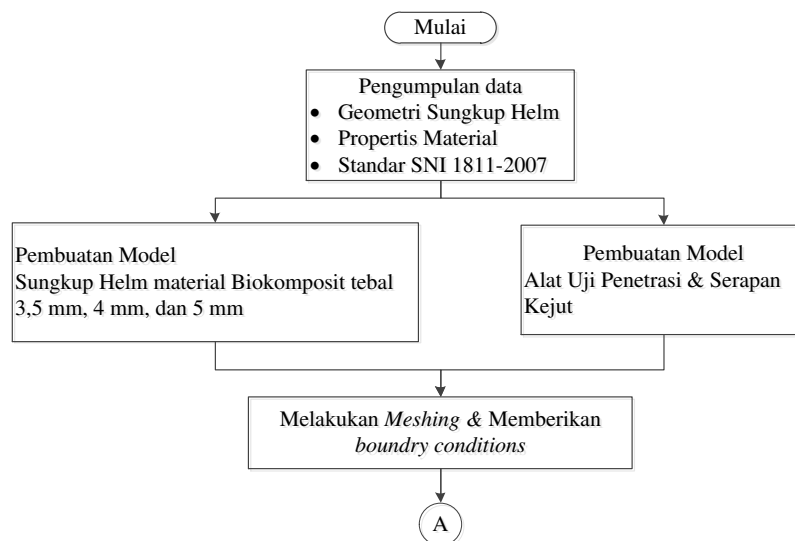 Mulai
Pengumpulan data
• Geometri Sungkup Helm
• Propertis Material
• Standar SNI 1811-2007
Pembuatan Model
Sungkup Helm material Biokomposit tebal
3,5 mm, 4 mm, dan 5 mm
Pembuatan Model
Alat Uji Penetrasi & Serapan
Kejut
Melakukan Meshing & Memberikan
boundry conditions
A